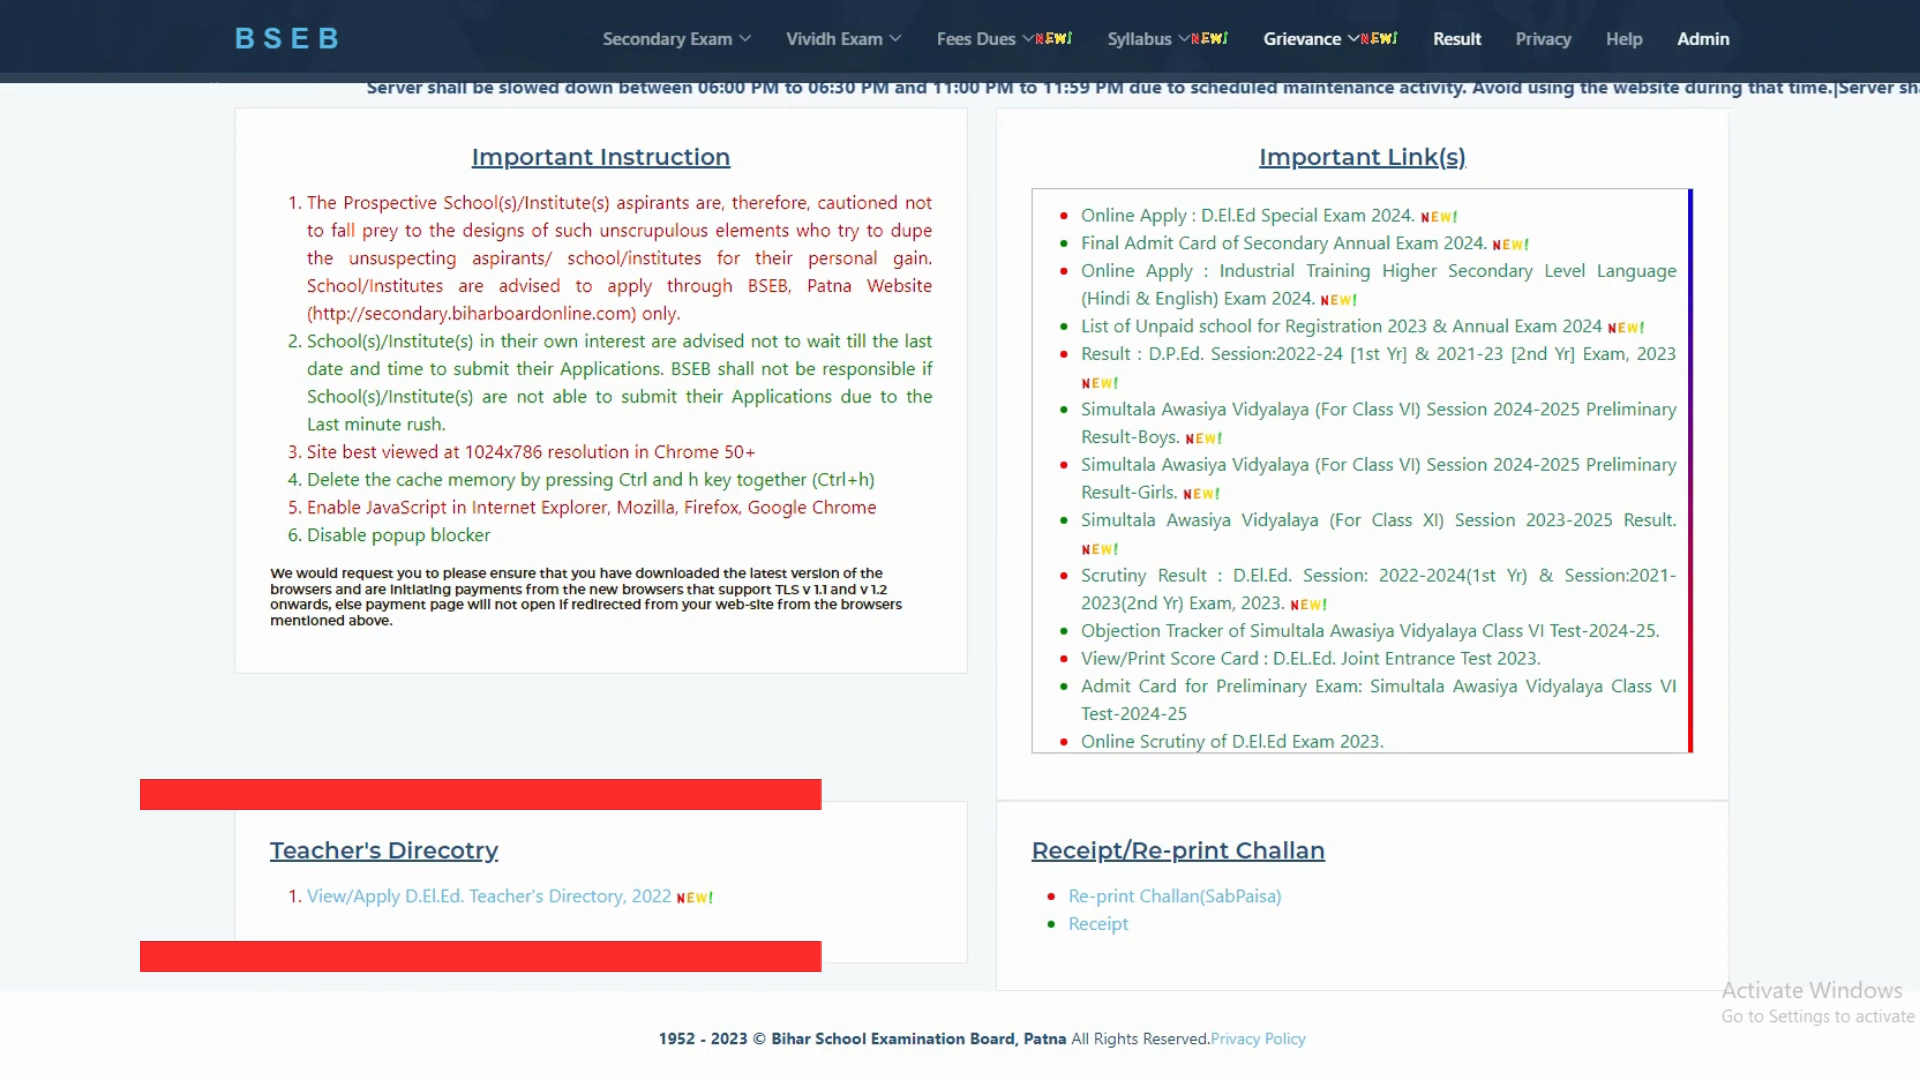 BSEB
Secondary Exam Vividh Exam Fees Dues NEW! Syllabus NEW! Grievance NEW! Result Privacy Help Admin
Server shall be slowed down between 06:00 PM to 06:30 PM and 11:00 PM to 11:59 PM due to scheduled maintenance activity. Avoid using the website during that time.|Server sh
Important Instruction
1. The Prospective School(s)/Institute(s) aspirants are, therefore, cautioned not
to fall prey to the designs of such unscrupulous elements who try to dupe
the unsuspecting aspirants/ school/institutes for their personal gain.
School/Institutes are advised to apply through BSEB, Patna Website
(http://secondary.biharboardonline.com) only.
2. School(s)/Institute(s) in their own interest are advised not to wait till the last
date and time to submit their Applications. BSEB shall not be responsible if
School(s)/Institute(s) are not able to submit their Applications due to the
Last minute rush.
3. Site best viewed at 1024x786 resolution in Chrome 50+
4. Delete the cache memory by pressing Ctrl and h key together (Ctrl+h)
5. Enable JavaScript in Internet Explorer, Mozilla, Firefox, Google Chrome
6. Disable popup blocker
We would request you to please ensure that you have downloaded the latest version of the
browsers and are initiating payments from the new browsers that support TLS v 1.1 and v 1.2
onwards, else payment page will not open if redirected from your web-site from the browsers
mentioned above.
Important Link(s)
Online Apply : D.El.Ed Special Exam 2024. NEW!
Final Admit Card of Secondary Annual Exam 2024. NEW!
Online Apply : Industrial Training Higher Secondary Level Language
(Hindi & English) Exam 2024. NEW!
List of Unpaid school for Registration 2023 & Annual Exam 2024 NEW!
Result : D.P.Ed. Session:2022-24 [1st Yr] & 2021-23 [2nd Yr] Exam, 2023
NEW!
Simultala Awasiya Vidyalaya (For Class VI) Session 2024-2025 Preliminary
Result-Boys. NEW!
Simultala Awasiya Vidyalaya (For Class VI) Session 2024-2025 Preliminary
Result-Girls. NEW!
Simultala Awasiya Vidyalaya (For Class XI) Session 2023-2025 Result.
NEW!
Scrutiny Result : D.El.Ed. Session: 2022-2024(1st Yr) & Session:2021-
2023(2nd Yr) Exam, 2023. NEW!
Objection Tracker of Simultala Awasiya Vidyalaya Class VI Test-2024-25.
View/Print Score Card : D.EL.Ed. Joint Entrance Test 2023.
Admit Card for Preliminary Exam: Simultala Awasiya Vidyalaya Class VI
Test-2024-25
Online Scrutiny of D.El.Ed Exam 2023.
Teacher's Direcotry
1. View/Apply D.El.Ed. Teacher's Directory, 2022 NEW!
Receipt/Re-print Challan
Re-print Challan(SabPaisa)
Receipt
Activate Windows
Go to Settings to activate
1952 - 2023 © Bihar School Examination Board, Patna All Rights Reserved.Privacy Policy